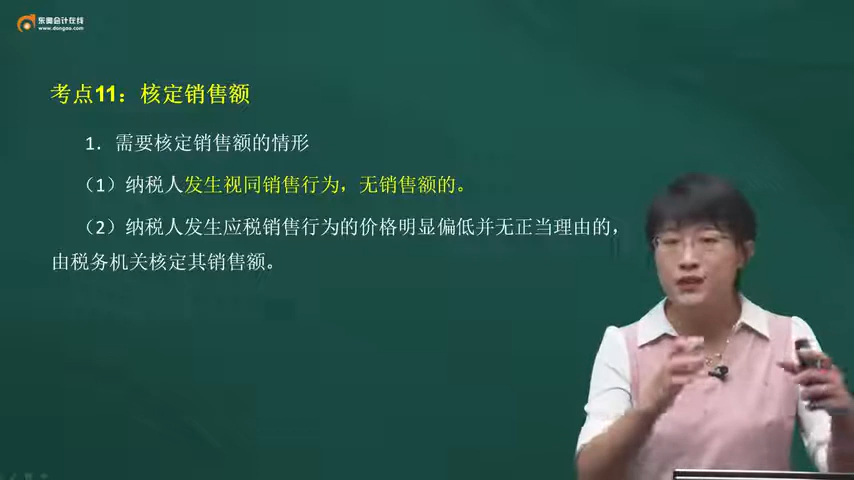 东奥会计在线
www.dongao.com
考点11：核定销售额
1．需要核定销售额的情形
（1）纳税人发生视同销售行为，无销售额的。
（2）纳税人发生应税销售行为的价格明显偏低并无正当理由的，
由税务机关核定其销售额。